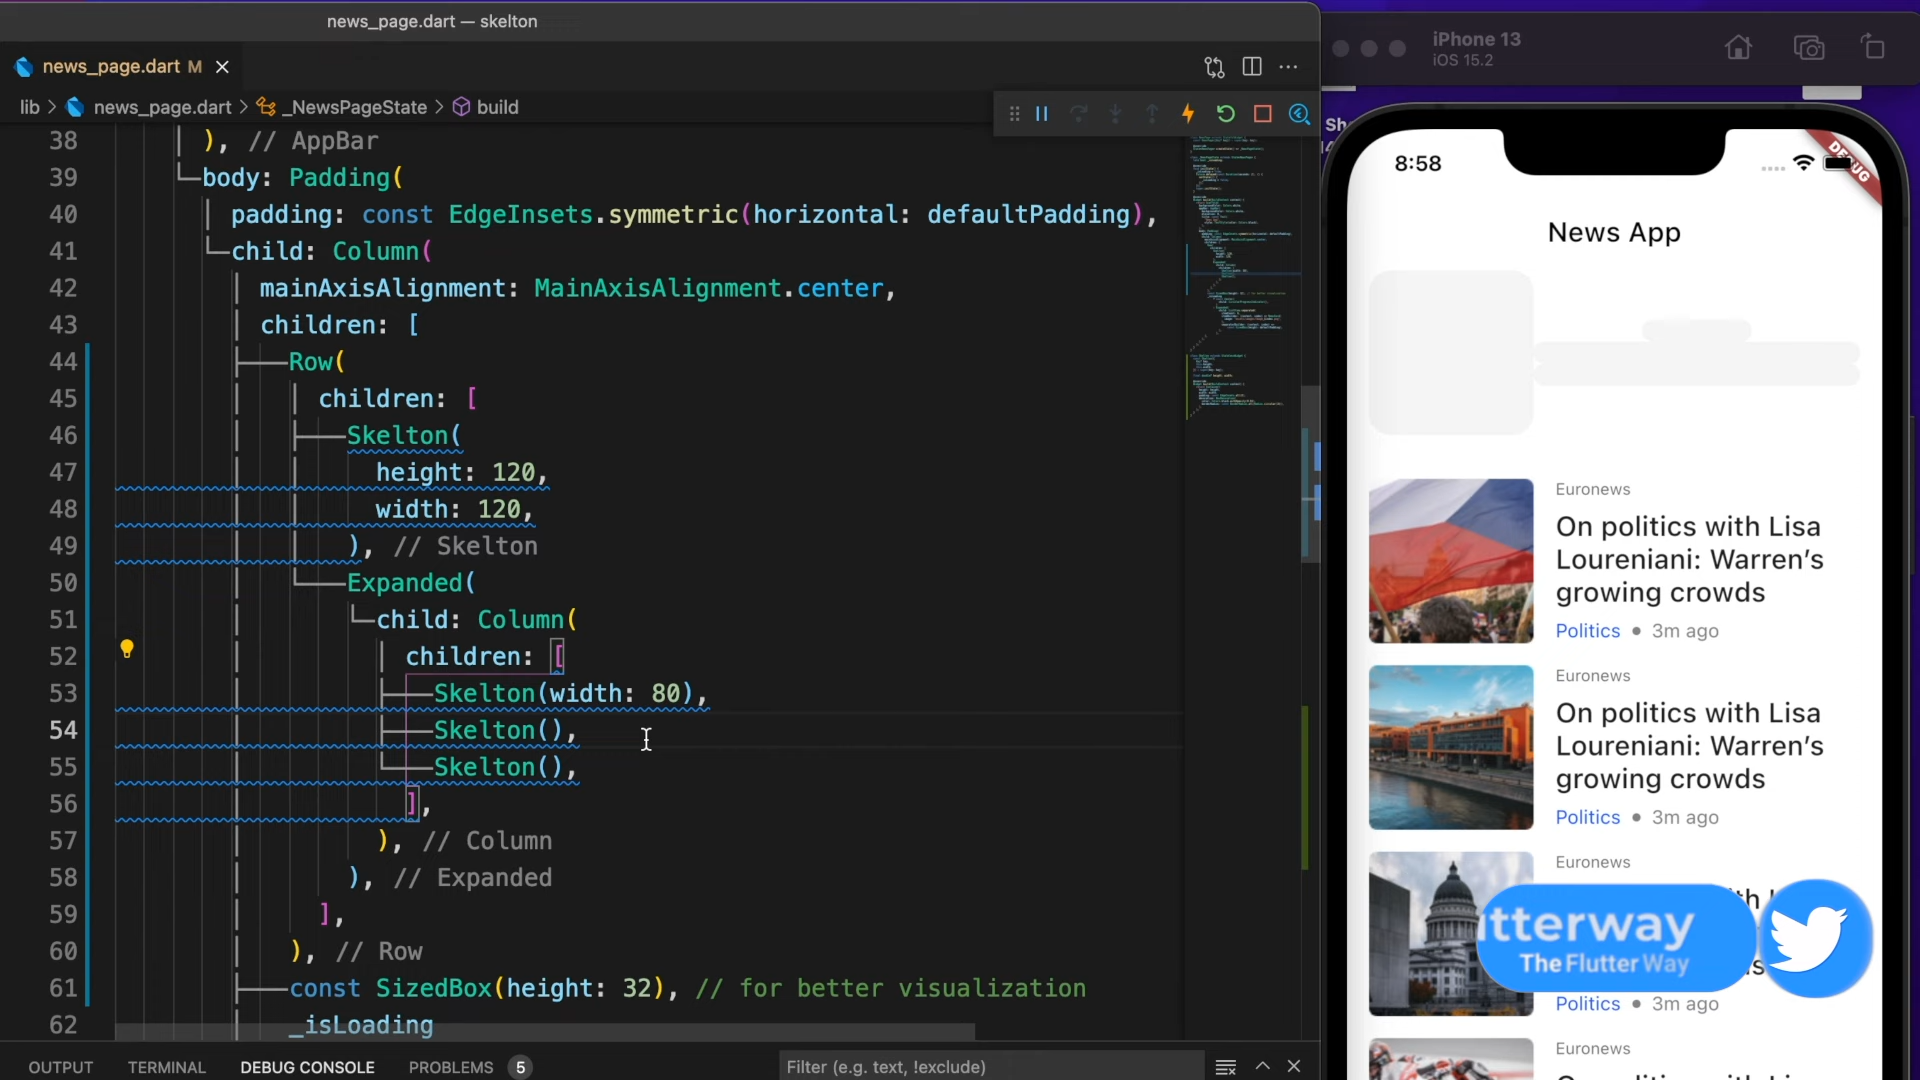 news_page.dart — skelton
news_page.dart M
lib > news_page.dart > _NewsPageState > build
38 ), // AppBar
39 body: Padding(
40 padding: const EdgeInsets.symmetric(horizontal: defaultPadding),
41 child: Column(
42 mainAxisAlignment: MainAxisAlignment.center,
43 children: [
44 Row(
45 children: [
46 Skelton(
47 height: 120,
48 width: 120,
49 ), // Skelton
50 Expanded(
51 child: Column(
52 children: [
53 Skelton(width: 80),
54 Skelton(),
55 Skelton(),
56 ],
57 ), // Column
58 ), // Expanded
59 ],
60 ), // Row
61 const SizedBox(height: 32), // for better visualization
62 _isLoading
OUTPUT TERMINAL DEBUG CONSOLE PROBLEMS 5
Filter (e.g. text, !exclude)
iPhone 13
iOS 15.2
8:58
DEBUG
News App
Euronews
On politics with Lisa
Loureniani: Warren’s
growing crowds
Politics • 3m ago
Euronews
On politics with Lisa
Loureniani: Warren’s
growing crowds
Politics • 3m ago
Euronews
utterway
The Flutter Way
Politics • 3m ago
Euronews